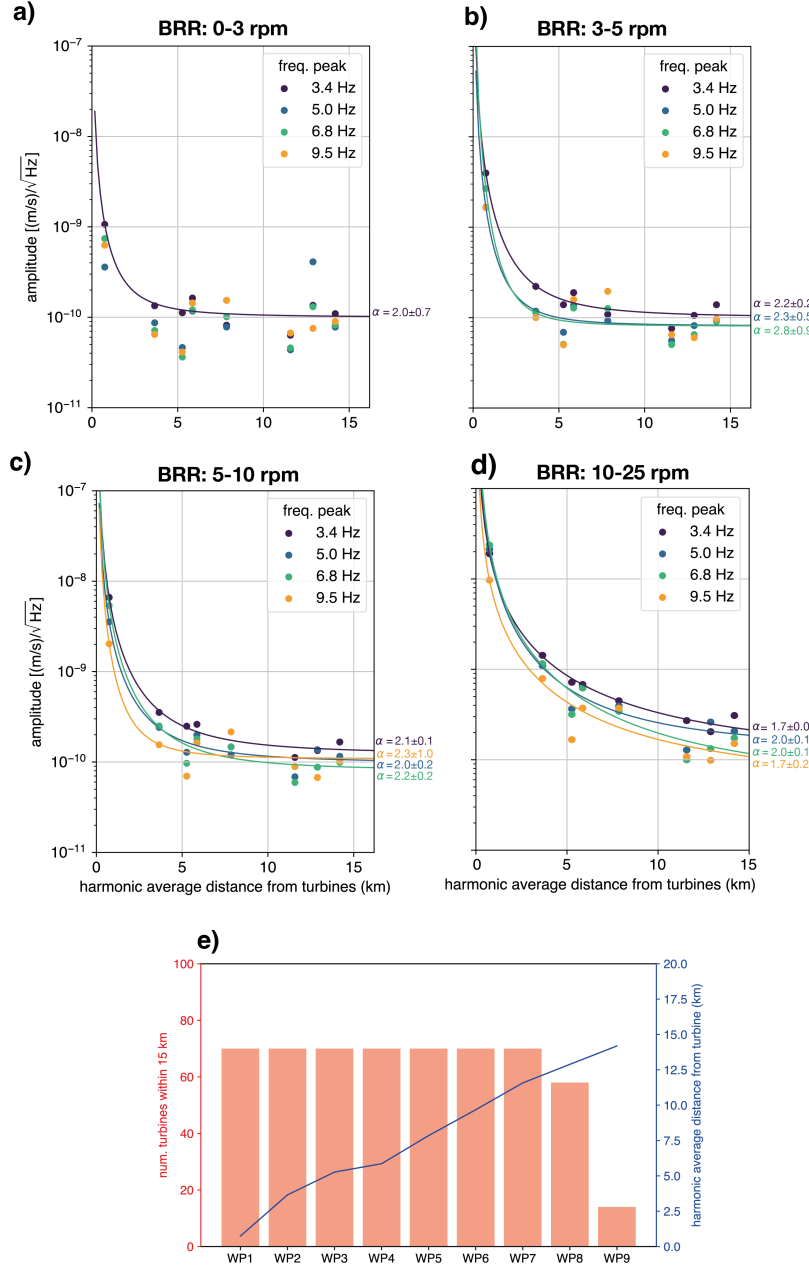 a)
BRR: 0-3 rpm
10⁻⁷
10⁻⁸
10⁻⁹
10⁻¹⁰
10⁻¹¹
amplitude [(m/s)/√Hz]
freq. peak
3.4 Hz
5.0 Hz
6.8 Hz
9.5 Hz
α = 2.0±0.7
0 5 10 15
b)
BRR: 3-5 rpm
freq. peak
3.4 Hz
5.0 Hz
6.8 Hz
9.5 Hz
α = 2.2±0.2
α = 2.3±0.5
α = 2.8±0.9
0 5 10 15
c)
BRR: 5-10 rpm
10⁻⁷
10⁻⁸
10⁻⁹
10⁻¹⁰
10⁻¹¹
amplitude [(m/s)/√Hz]
freq. peak
3.4 Hz
5.0 Hz
6.8 Hz
9.5 Hz
α = 2.1±0.1
α = 2.3±1.0
α = 2.0±0.2
α = 2.2±0.2
0 5 10 15
harmonic average distance from turbines (km)
d)
BRR: 10-25 rpm
freq. peak
3.4 Hz
5.0 Hz
6.8 Hz
9.5 Hz
α = 1.7±0.0
α = 2.0±0.1
α = 2.0±0.1
α = 1.7±0.2
0 5 10 15
harmonic average distance from turbines (km)
e)
100
80
60
40
20
0
num. turbines within 15 km
20.0
17.5
15.0
12.5
10.0
7.5
5.0
2.5
0.0
harmonic average distance from turbine (km)
WP1 WP2 WP3 WP4 WP5 WP6 WP7 WP8 WP9